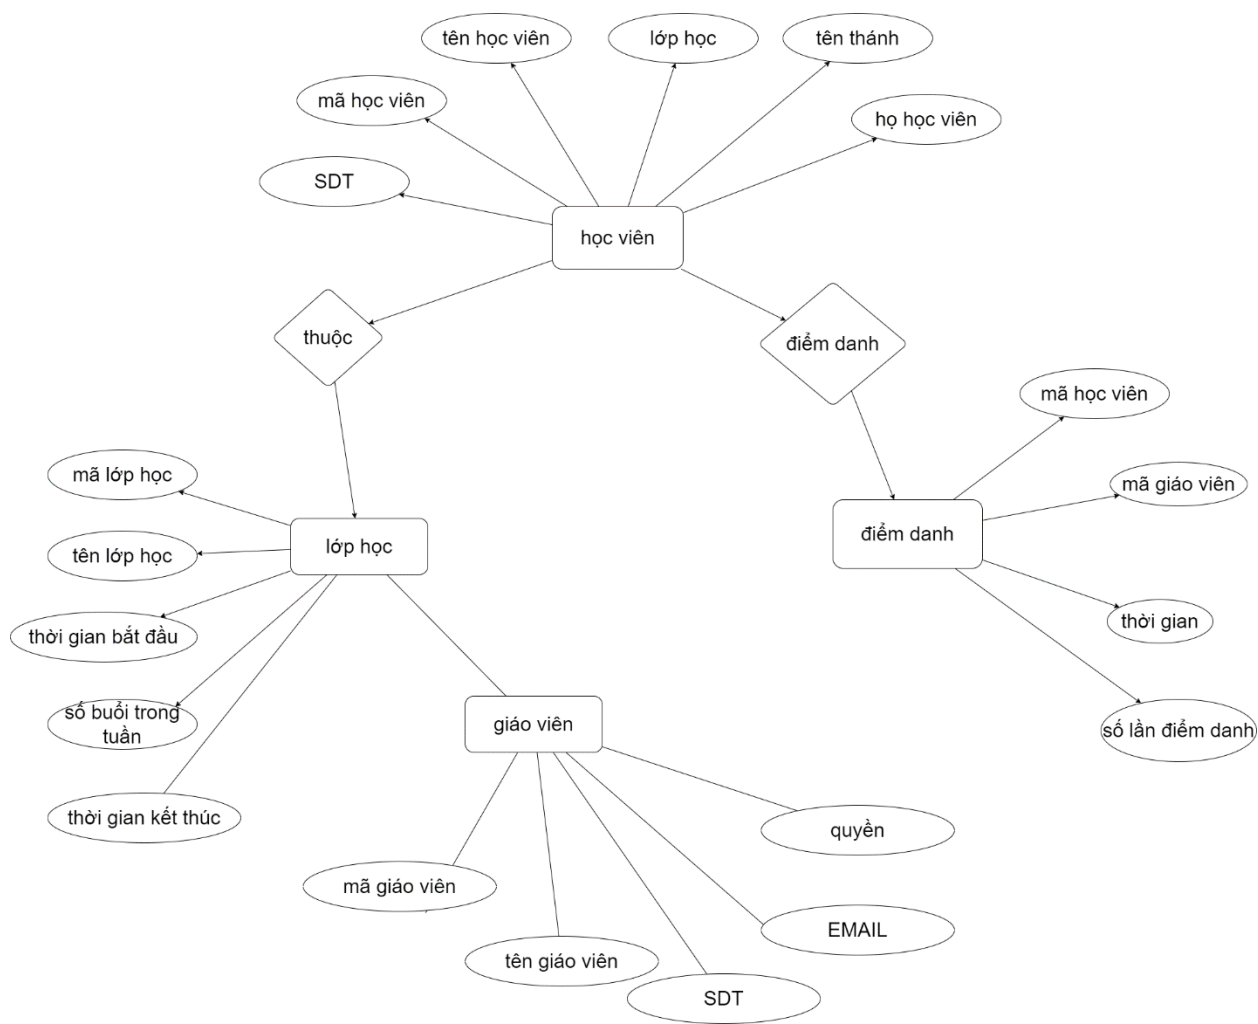 tên học viên
lớp học
tên thánh
mã học viên
họ học viên
SDT
học viên
thuộc
điểm danh
mã học viên
mã lớp học
mã giáo viên
điểm danh
lớp học
tên lớp học
thời gian
thời gian bắt đầu
số buổi trong
tuần
giáo viên
số lần điểm danh
thời gian kết thúc
quyền
mã giáo viên
EMAIL
tên giáo viên
SDT